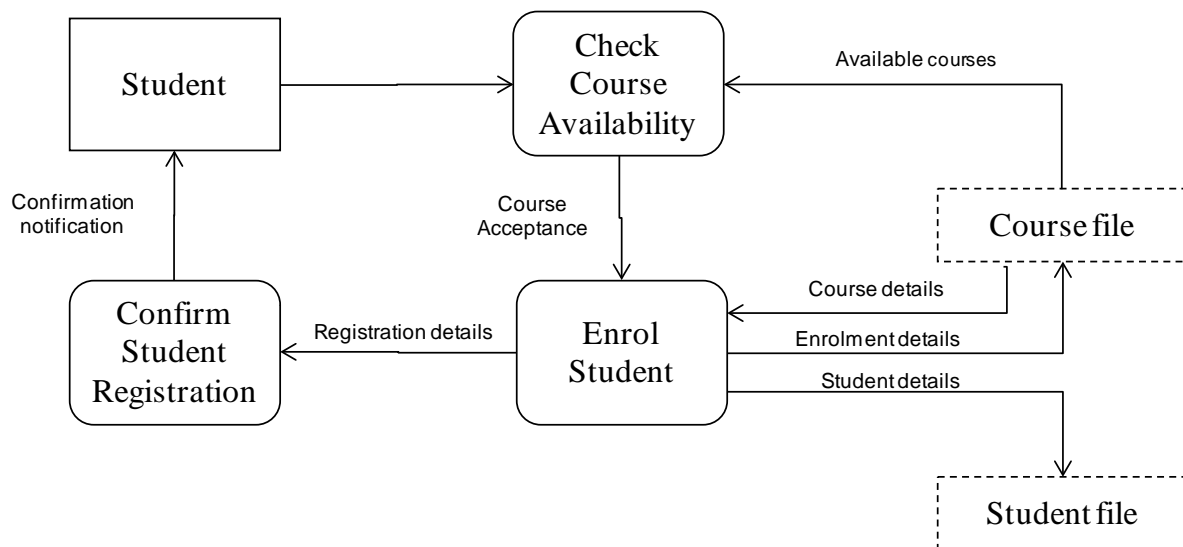 Student
Check
Course
Availability
Available courses
Confirmation
notification
Course
Acceptance
Course file
Course details
Confirm
Student
Registration
Registration details
Enrol
Student
Enrolment details
Student details
Student file